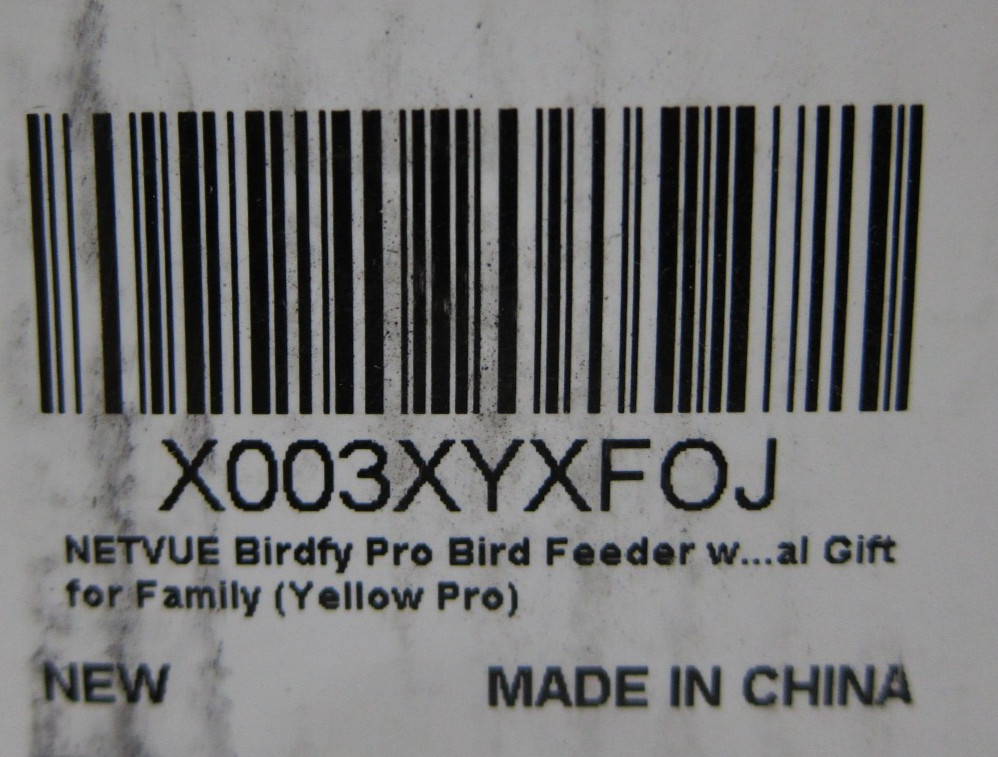 X003XYXFOJ
NETVUE Birdfy Pro Bird Feeder w...al Gift
for Family (Yellow Pro)
NEW MADE IN CHINA